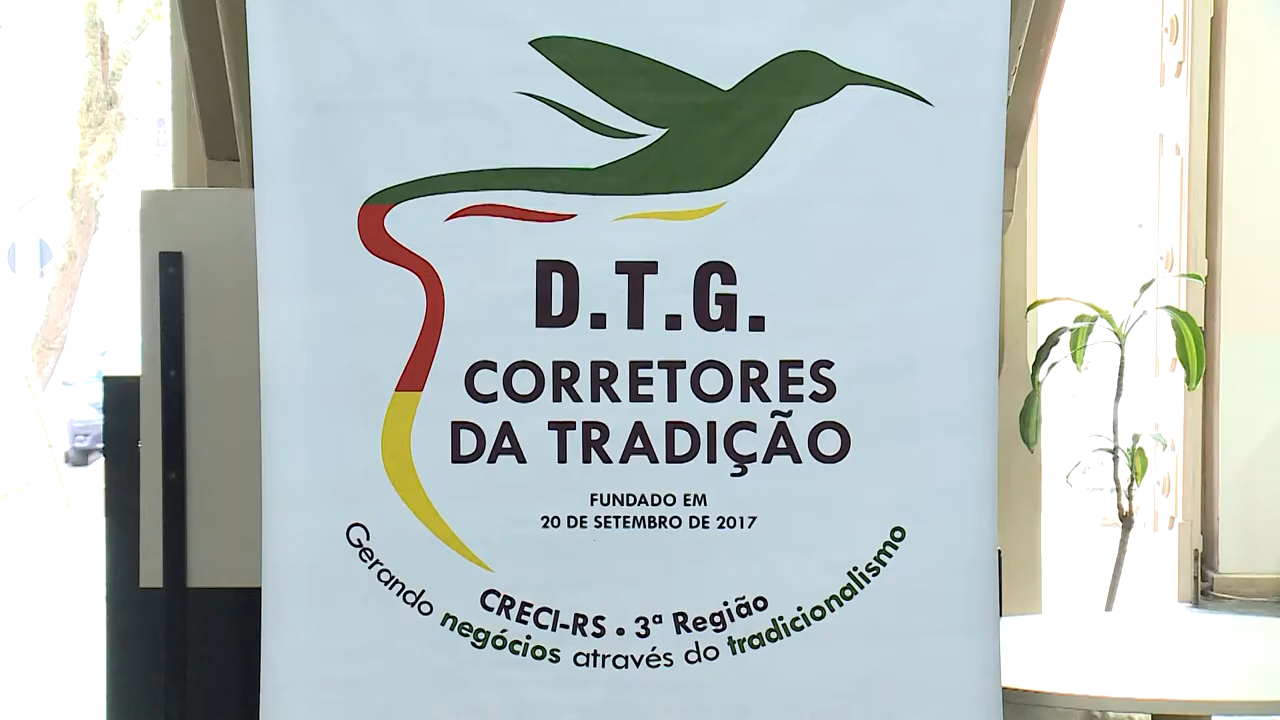 D.T.G.
CORRETORES
DA TRADIÇÃO
FUNDADO EM
20 DE SETEMBRO DE 2017
CRECI-RS • 3ª Região
Gerando negócios através do tradicionalismo